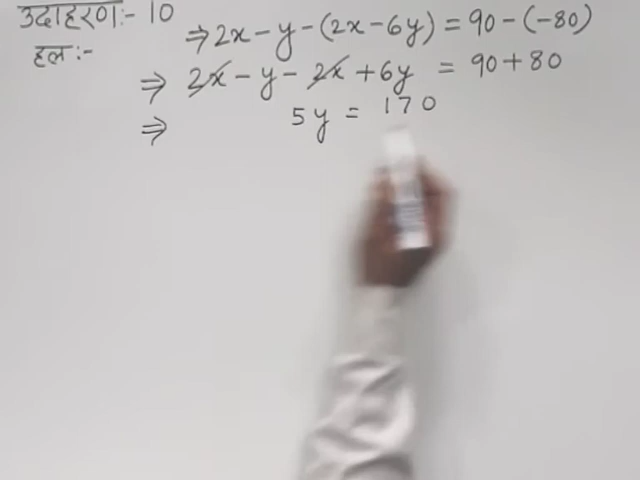 उदाहरण:- 10
हल:-
⇒ 2x - y - (2x - 6y) = 90 - (-80)
⇒ 2x - y - 2x + 6y = 90 + 80
⇒ 5y = 170